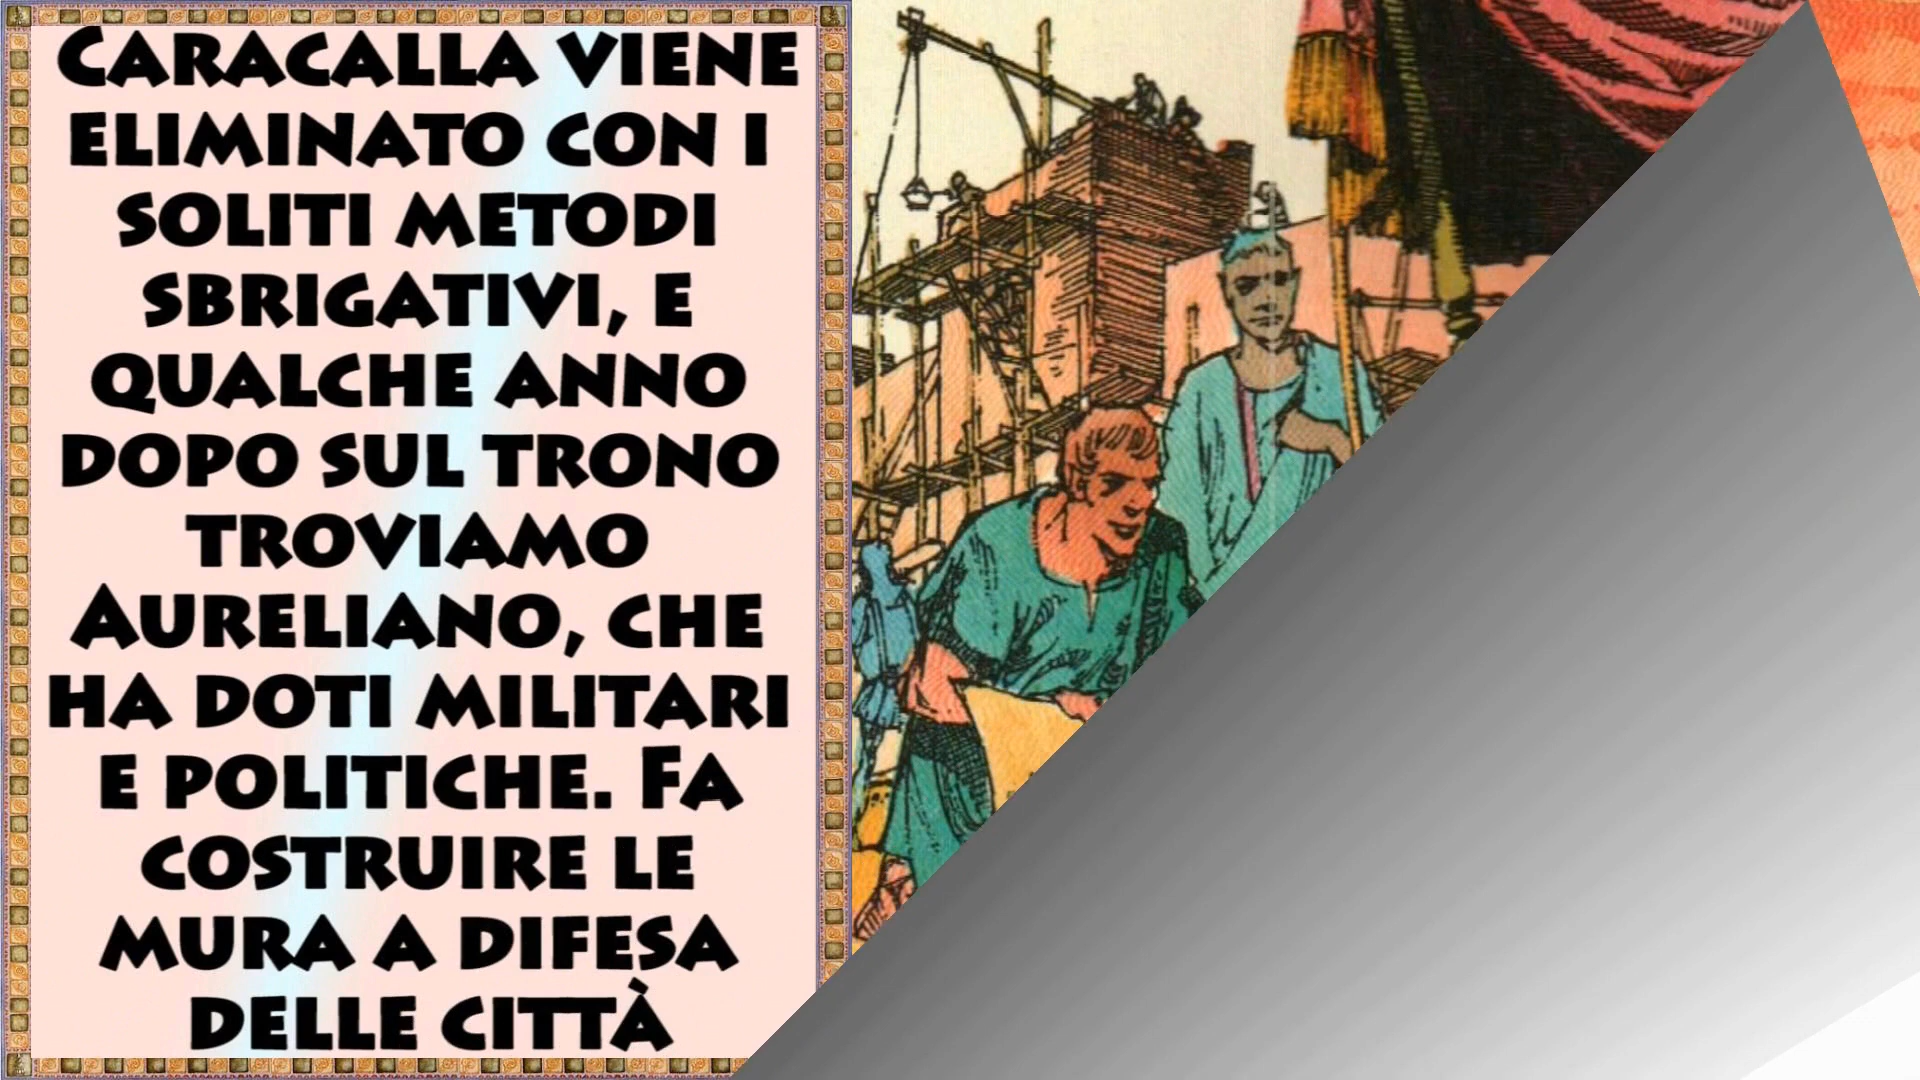 Caracalla viene
eliminato con i
soliti metodi
sbrigativi, e
qualche anno
dopo sul trono
troviamo
Aureliano, che
ha doti militari
e politiche. Fa
costruire le
mura a difesa
delle città